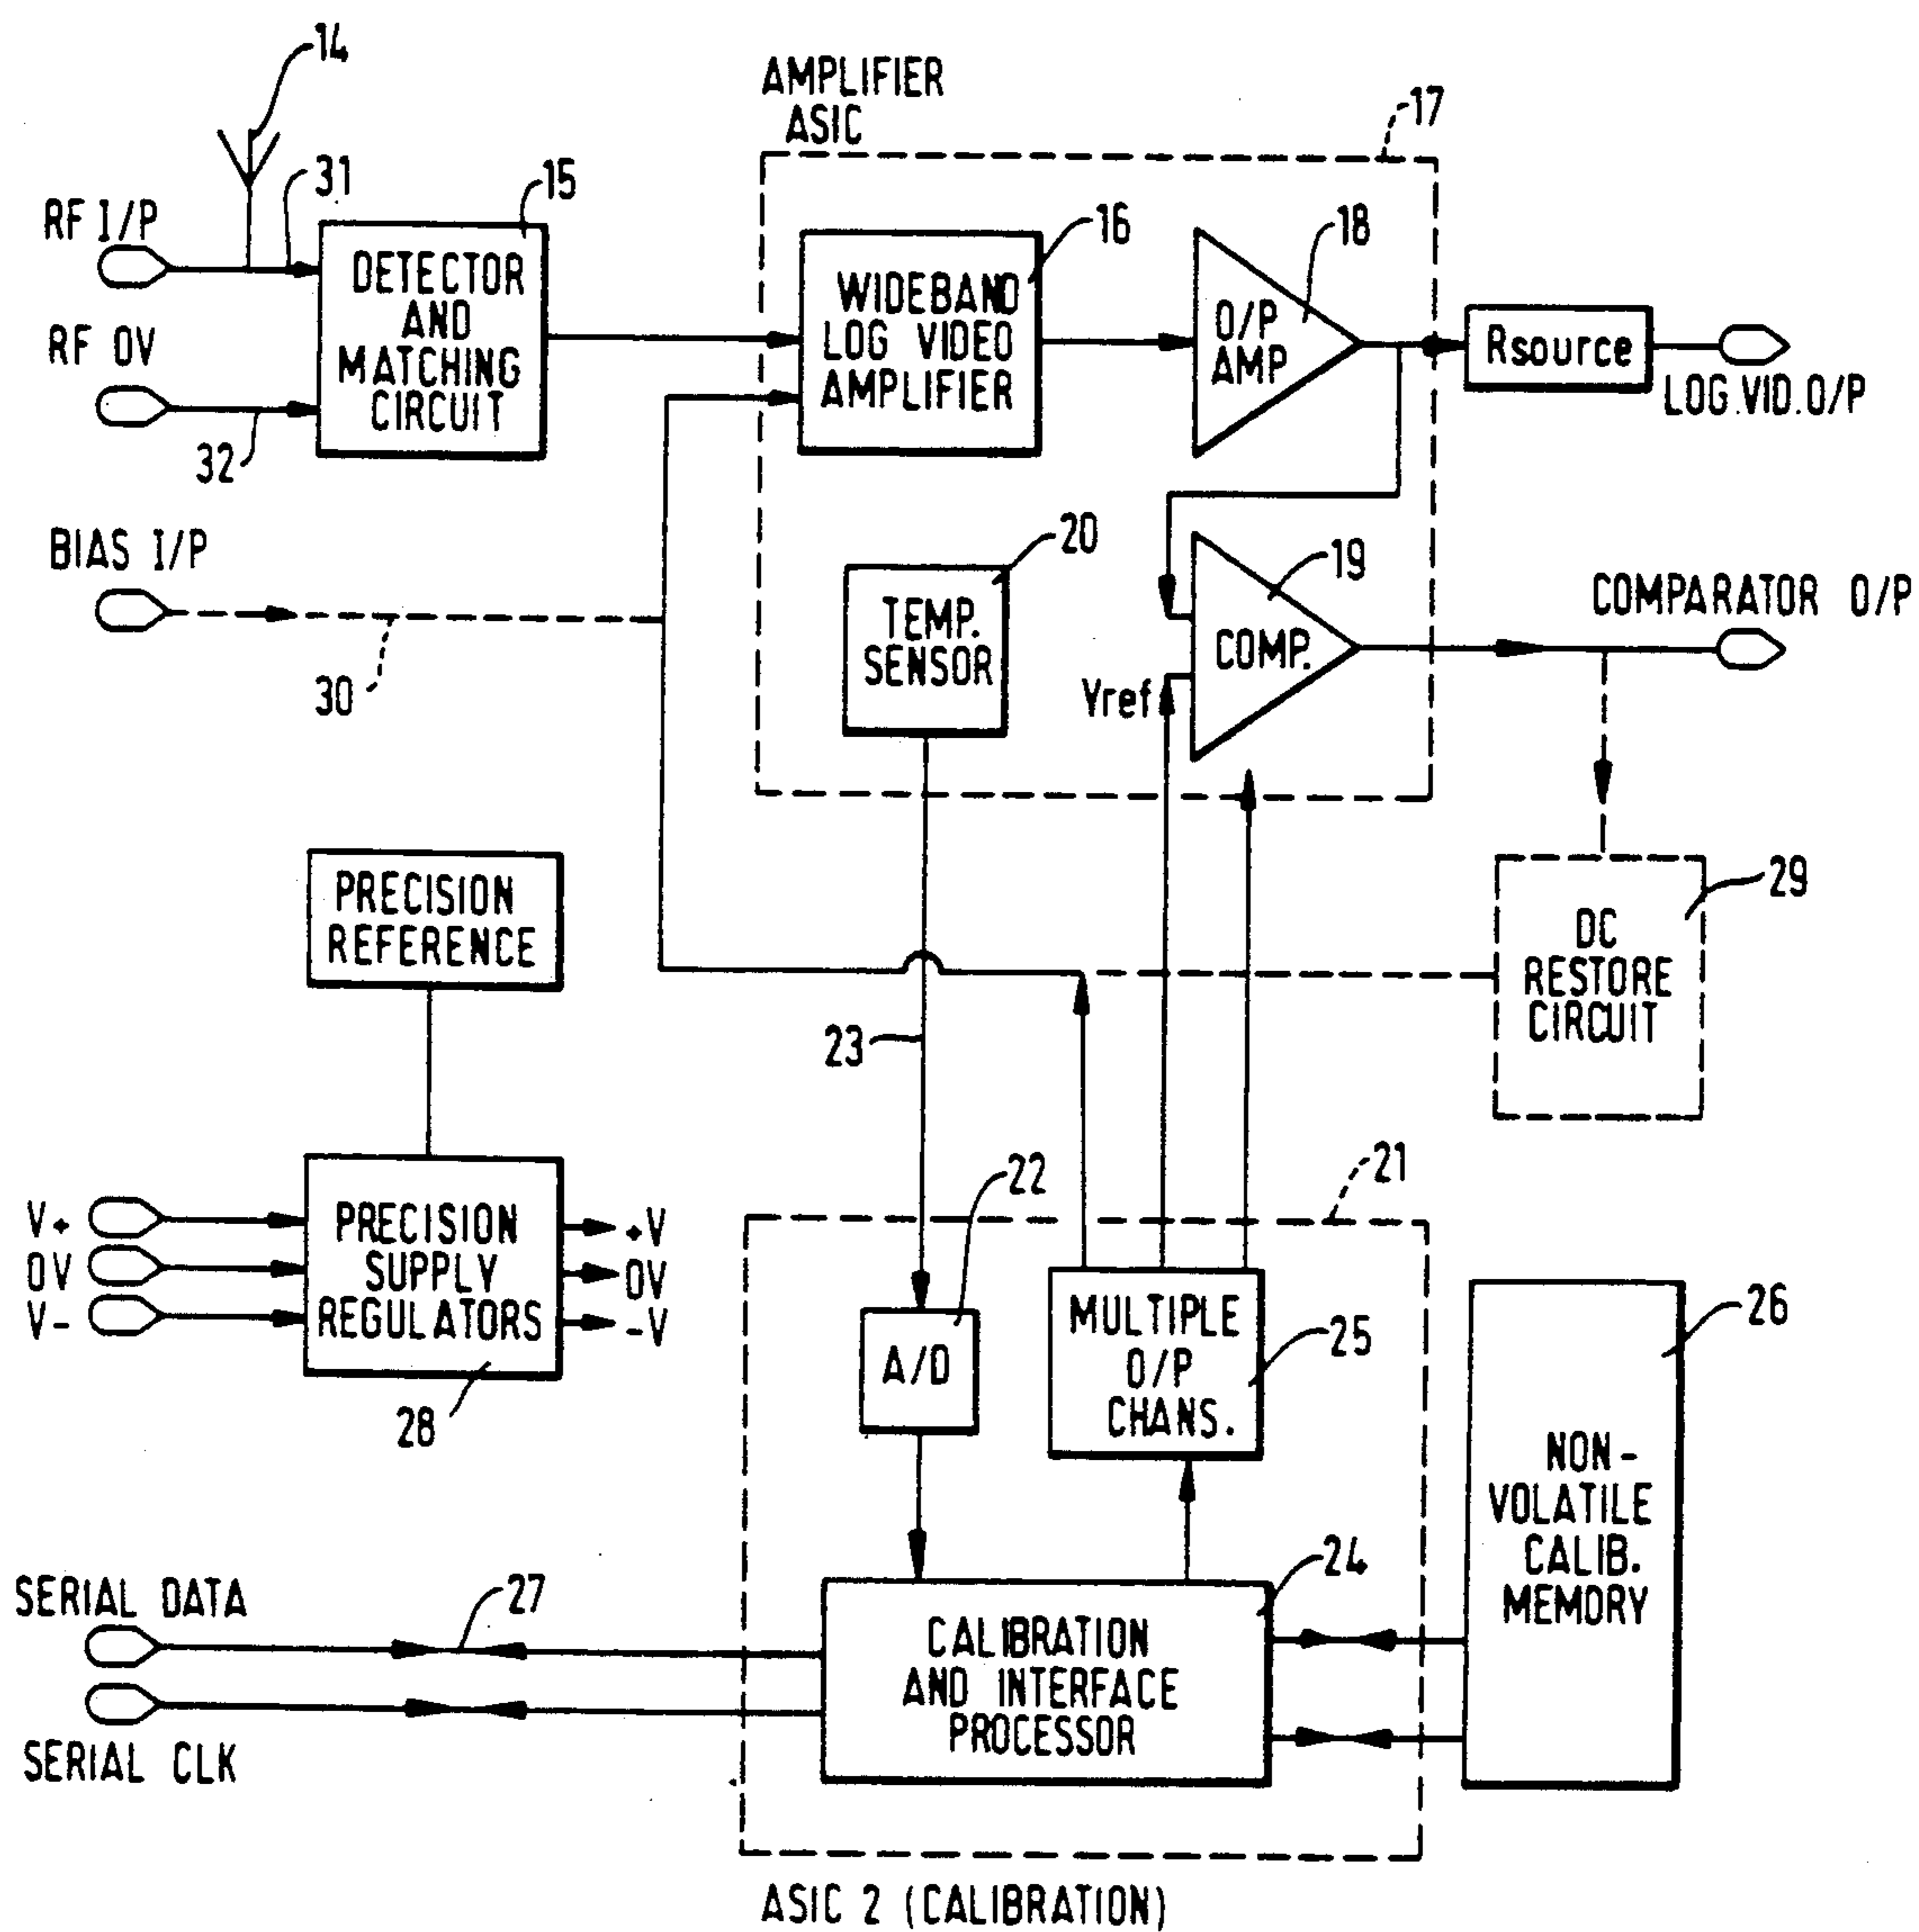 14
AMPLIFIER
ASIC
17
RF I/P
31
15
DETECTOR
AND
MATCHING
CIRCUIT
16
WIDEBAND
LOG VIDEO
AMPLIFIER
18
O/P
AMP
Rsource
LOG.VID.O/P
RF 0V
32
BIAS I/P
30
20
TEMP.
SENSOR
19
COMP.
Vref
COMPARATOR O/P
PRECISION
REFERENCE
23
29
DC
RESTORE
CIRCUIT
21
22
V+
0V
V-
PRECISION
SUPPLY
REGULATORS
+V
0V
-V
28
A/D
MULTIPLE
O/P
CHANS.
25
26
NON-
VOLATILE
CALIB.
MEMORY
SERIAL DATA
27
24
CALIBRATION
AND INTERFACE
PROCESSOR
SERIAL CLK
ASIC 2 (CALIBRATION)